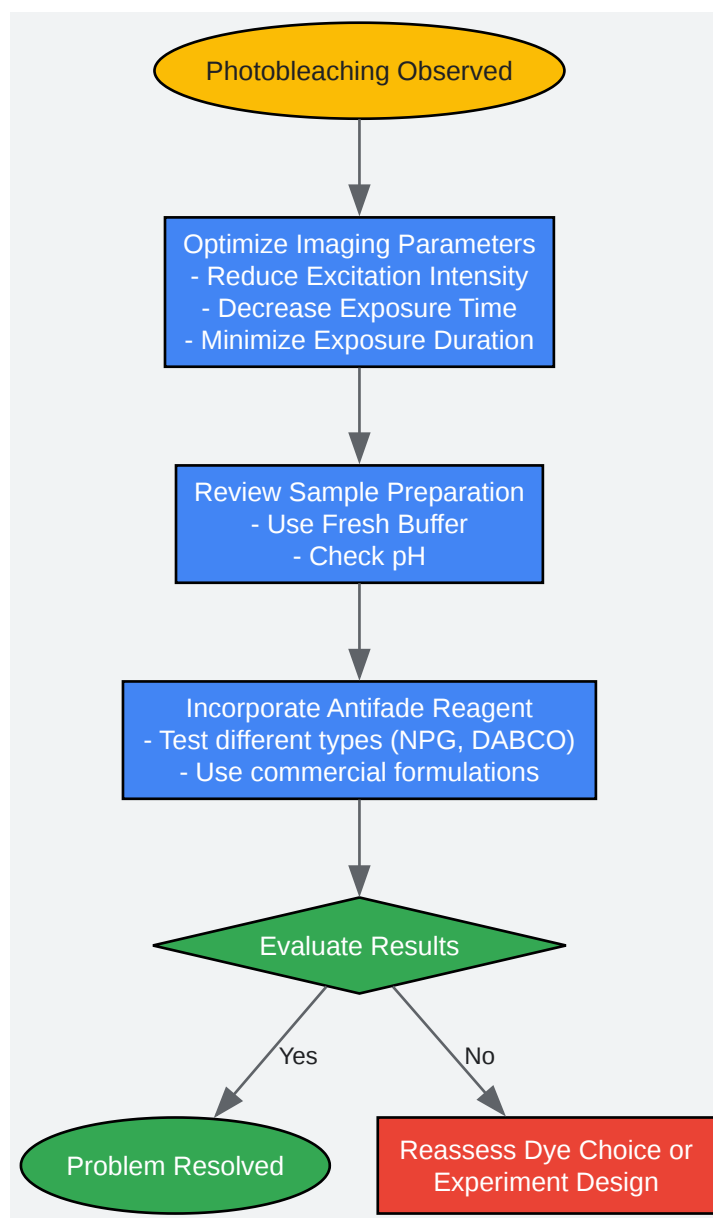 Photobleaching Observed
Optimize Imaging Parameters
- Reduce Excitation Intensity
- Decrease Exposure Time
- Minimize Exposure Duration
Review Sample Preparation
- Use Fresh Buffer
- Check pH
Incorporate Antifade Reagent
- Test different types (NPG, DABCO)
- Use commercial formulations
Evaluate Results
Yes
No
Problem Resolved
Reassess Dye Choice or
Experiment Design